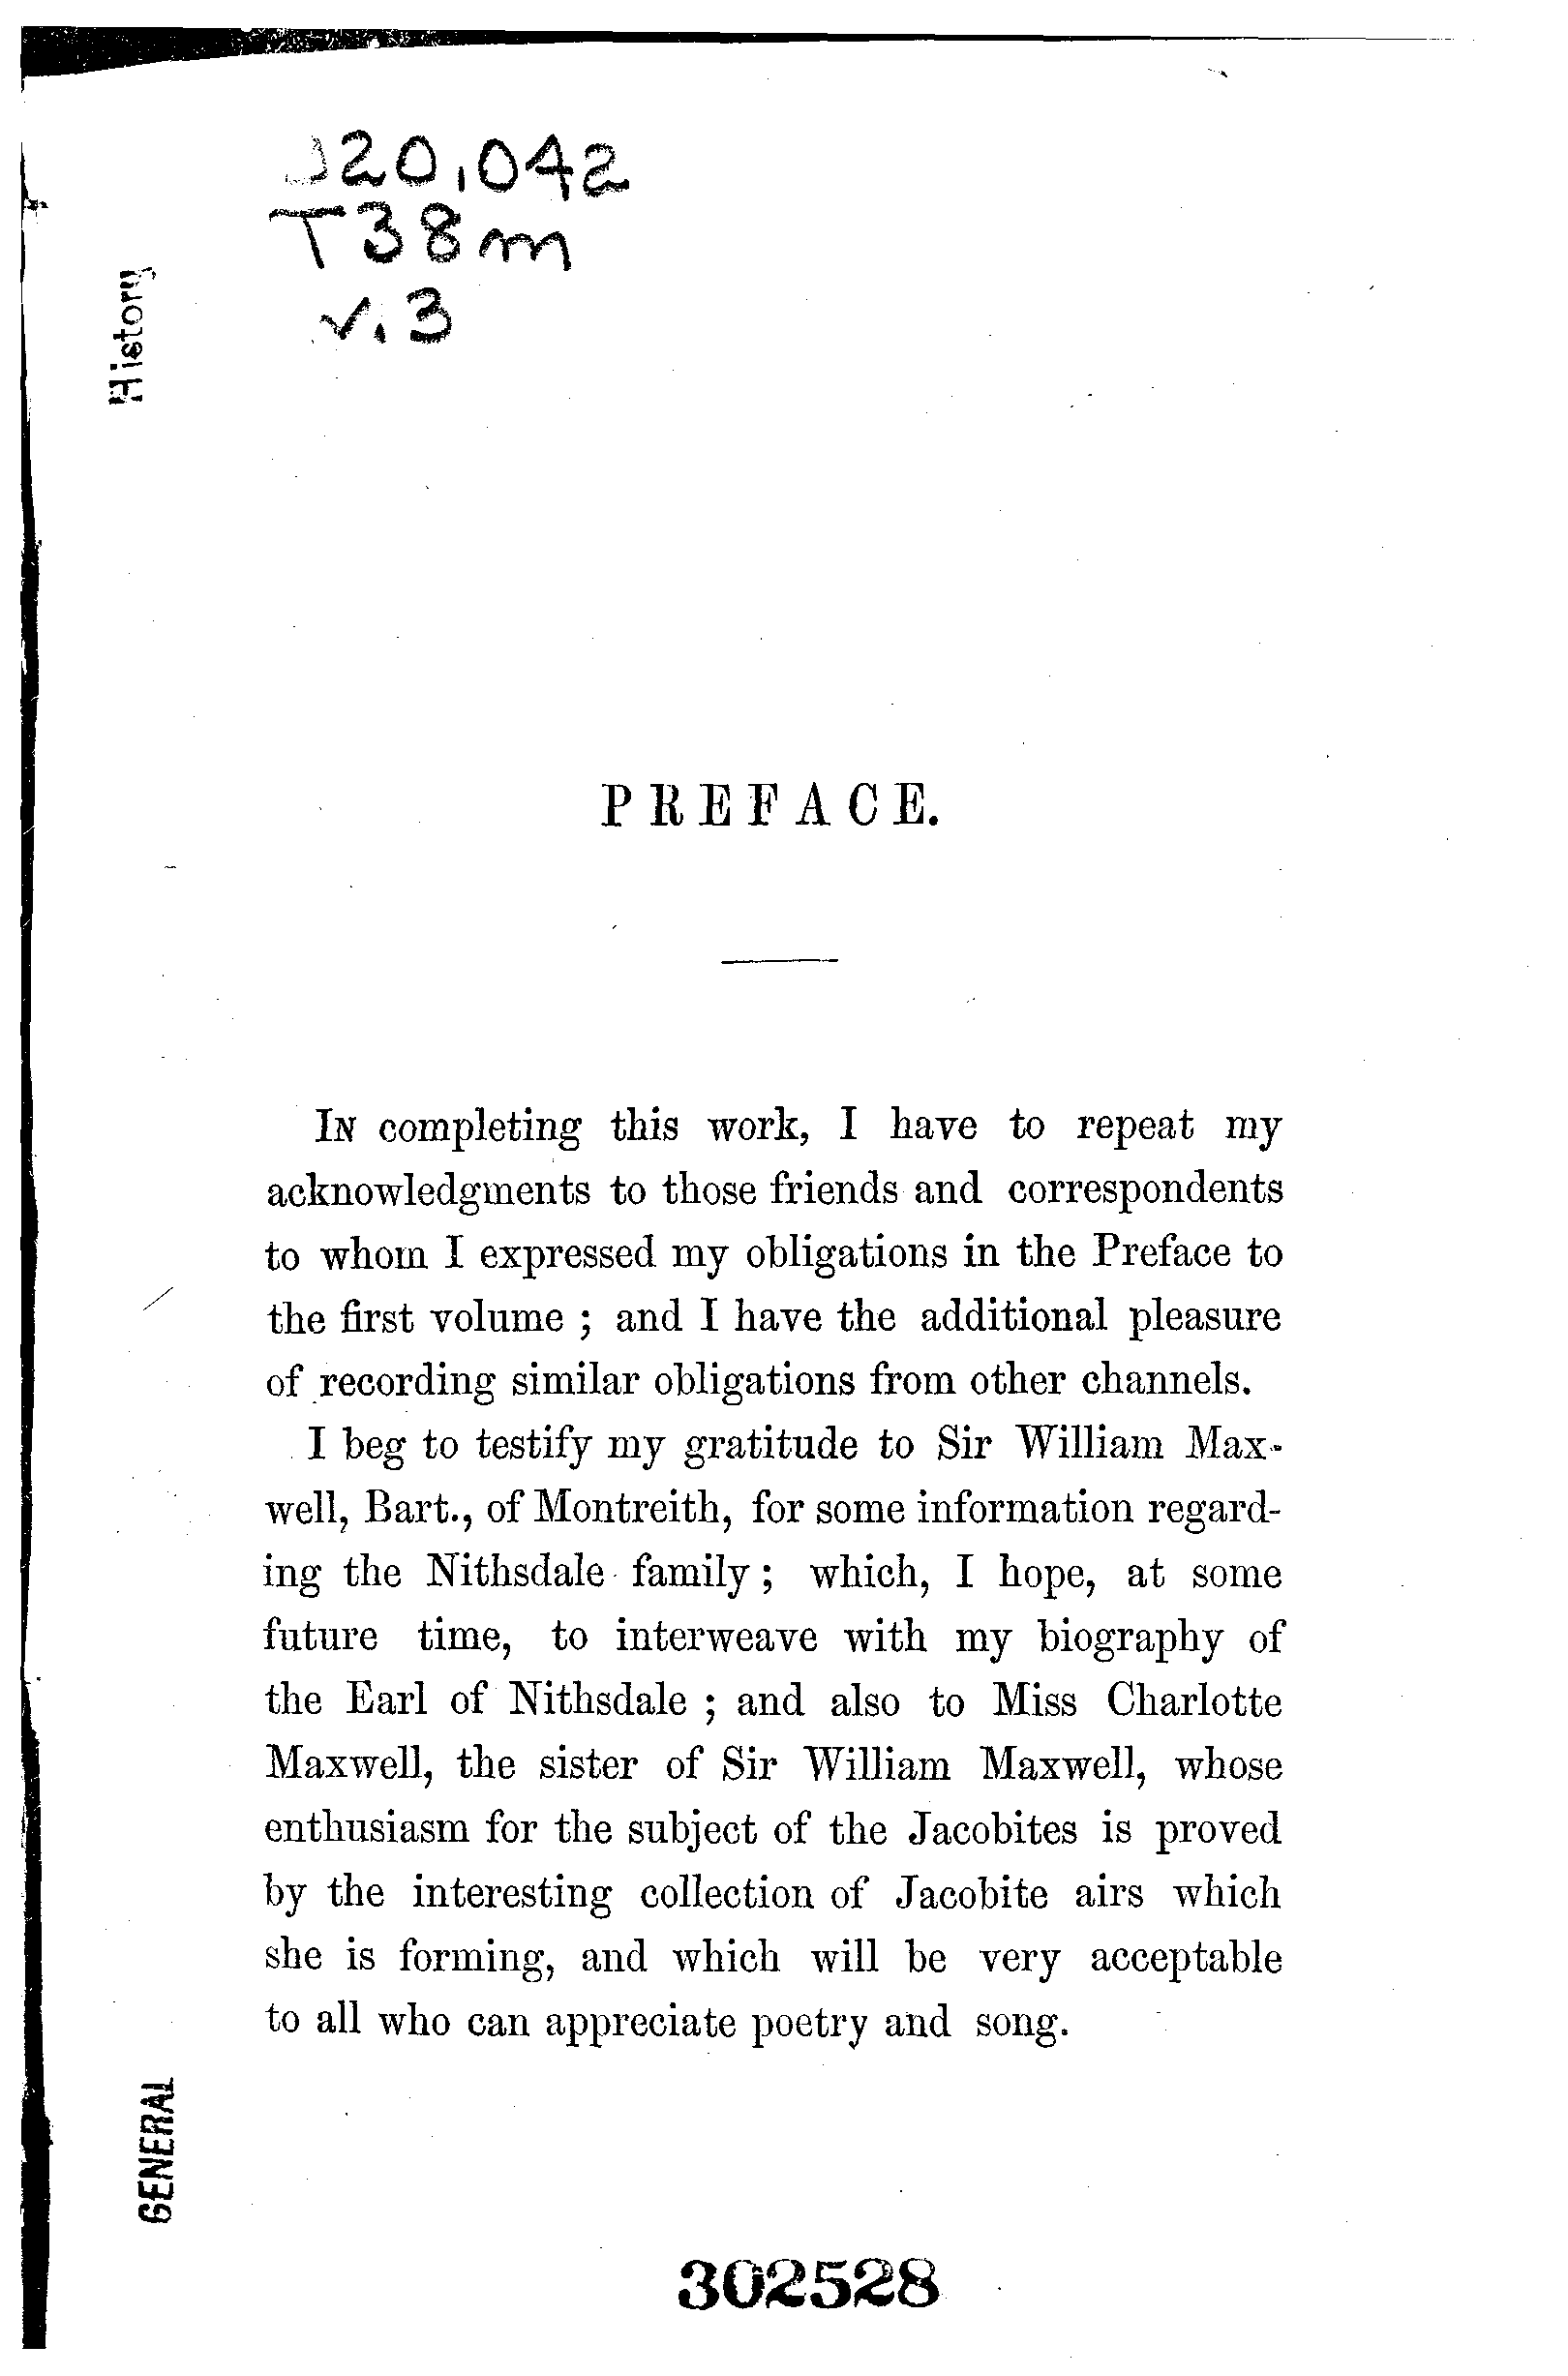 20,042
T38m
v.3
History
PREFACE.
IN completing this work, I have to repeat my
acknowledgments to those friends and correspondents
to whom I expressed my obligations in the Preface to
the first volume ; and I have the additional pleasure
of recording similar obligations from other channels.
I beg to testify my gratitude to Sir William Max-
well, Bart., of Montreith, for some information regard-
ing the Nithsdale family ; which, I hope, at some
future time, to interweave with my biography of
the Earl of Nithsdale ; and also to Miss Charlotte
Maxwell, the sister of Sir William Maxwell, whose
enthusiasm for the subject of the Jacobites is proved
by the interesting collection of Jacobite airs which
she is forming, and which will be very acceptable
to all who can appreciate poetry and song.
GENERAL
302528